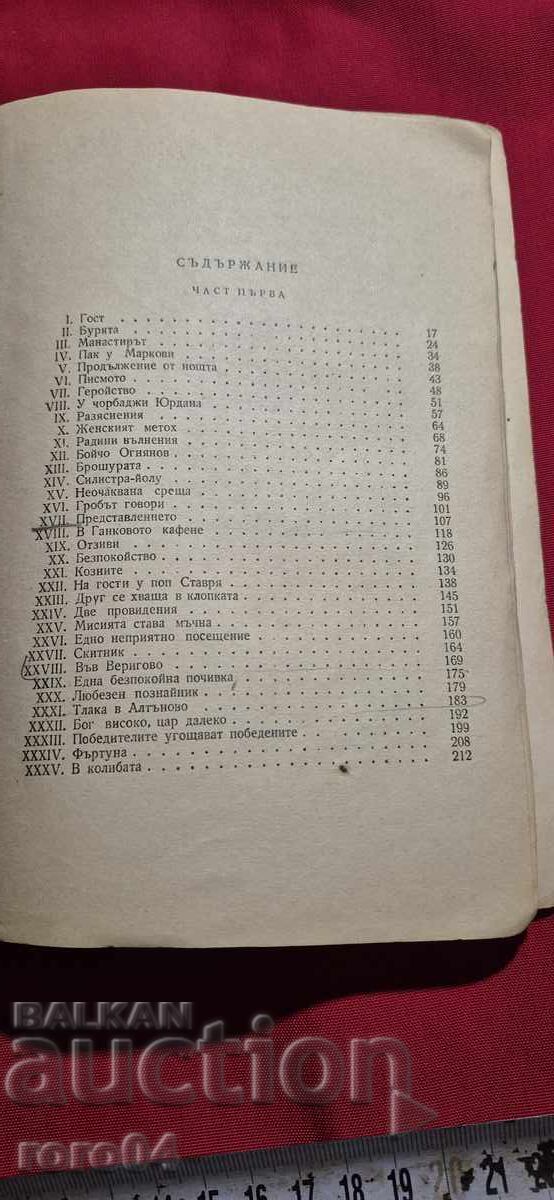 СЪДЪРЖАНИЕ
ЧАСТ ПЪРВА
I. Гост . . . . . . . . . . . . . . . 17
II. Бурята . . . . . . . . . . . . . . 24
III. Манастирът . . . . . . . . . . . . 34
IV. Пак у Маркови . . . . . . . . . . . 38
V. Продължение от нощта . . . . . . . . 43
VI. Писмото . . . . . . . . . . . . . . 48
VII. Геройство . . . . . . . . . . . . . 51
VIII. У чорбаджи Юрдана . . . . . . . . . 57
IX. Разяснения . . . . . . . . . . . . 64
X. Женският метох . . . . . . . . . . . 68
XI. Радини вълнения . . . . . . . . . . 74
XII. Бойчо Огнянов . . . . . . . . . . . 81
XIII. Брошурата . . . . . . . . . . . . . 86
XIV. Силистра-йолу . . . . . . . . . . . 89
XV. Неочаквана среща . . . . . . . . . . 96
XVI. Гробът говори . . . . . . . . . . . 101
XVII. Представлението . . . . . . . . . . 107
XVIII. В Ганковото кафене . . . . . . . . 118
XIX. Отзиви . . . . . . . . . . . . . . 126
XX. Безпокойство . . . . . . . . . . . . 130
XXI. Козните . . . . . . . . . . . . . . 134
XXII. На гости у поп Ставря . . . . . . . 138
XXIII. Друг се хваща в клопката . . . . . 145
XXIV. Две провидения . . . . . . . . . . 151
XXV. Мисията става мъчна . . . . . . . . 157
XXVI. Едно неприятно посещение . . . . . 160
XXVII. Скитник . . . . . . . . . . . . . 164
XXVIII. Във Веригово . . . . . . . . . . 169
XXIX. Една безпокойна почивка . . . . . . 175
XXX. Любезен познайник . . . . . . . . . 179
XXXI. Тлака в Алтъново . . . . . . . . . 183
XXXII. Бог високо, цар далеко . . . . . . 192
XXXIII. Победителите угощават победените . . 199
XXXIV. Фъртуна . . . . . . . . . . . . . 208
XXXV. В колибата . . . . . . . . . . . . 212
BALKAN
auction
roro04
15 16 17 18 19 20 21 22